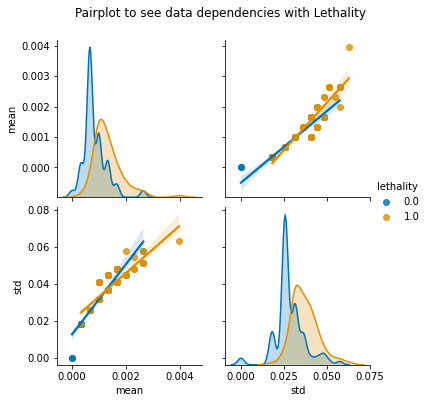 Pairplot to see data dependencies with Lethality
0.004
0.003
0.002
0.001
0.000
mean
lethality
0.0
1.0
0.08
0.06
0.04
0.02
0.00
std
0.000 0.002 0.004
mean
0.000 0.025 0.050 0.075
std